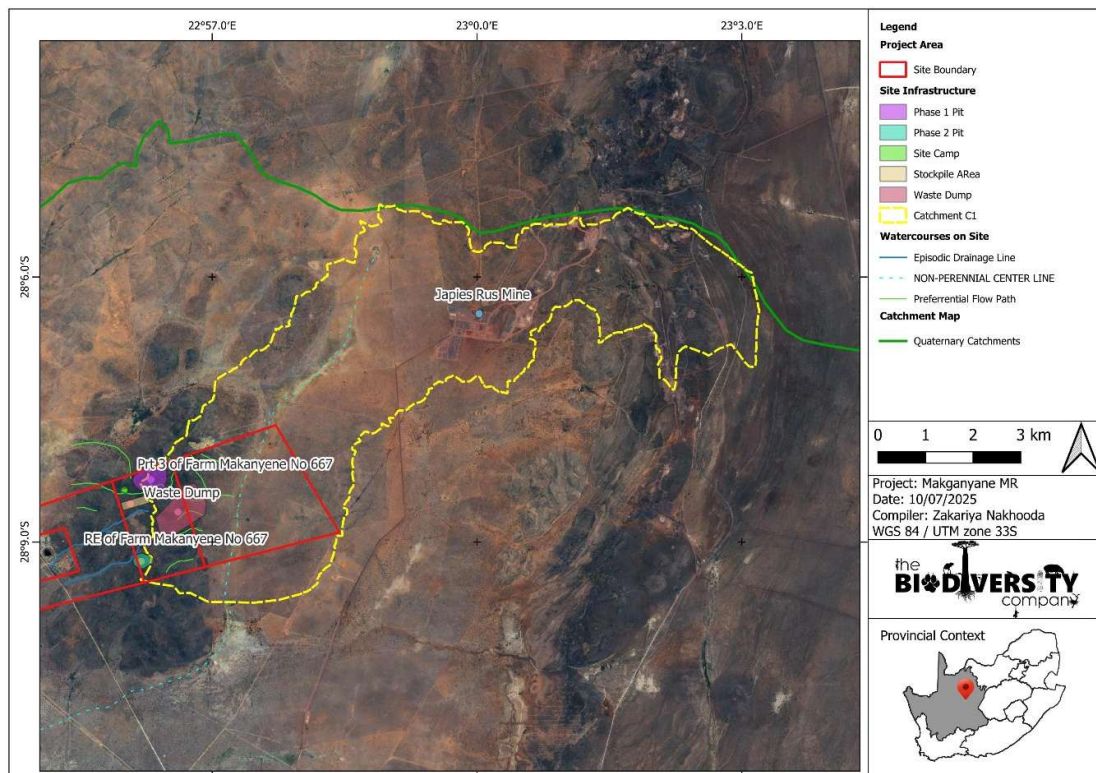 22°57.0'E
23°0.0'E
23°3.0'E
28°6.0'S
28°9.0'S
Japies Rus Mine
Prt 3 of Farm Makanyene No 667
Waste Dump
RE of Farm Makanyene No 667
Legend
Project Area
Site Boundary
Site Infrastructure
Phase 1 Pit
Phase 2 Pit
Site Camp
Stockpile ARea
Waste Dump
Catchment C1
Watercourses on Site
Episodic Drainage Line
NON-PERENNIAL CENTER LINE
Preferrential Flow Path
Catchment Map
Quaternary Catchments
0 1 2 3 km
Project: Makganyane MR
Date: 10/07/2025
Compiler: Zakariya Nakhooda
WGS 84 / UTM zone 33S
the
BIODIVERSITY
company
Provincial Context